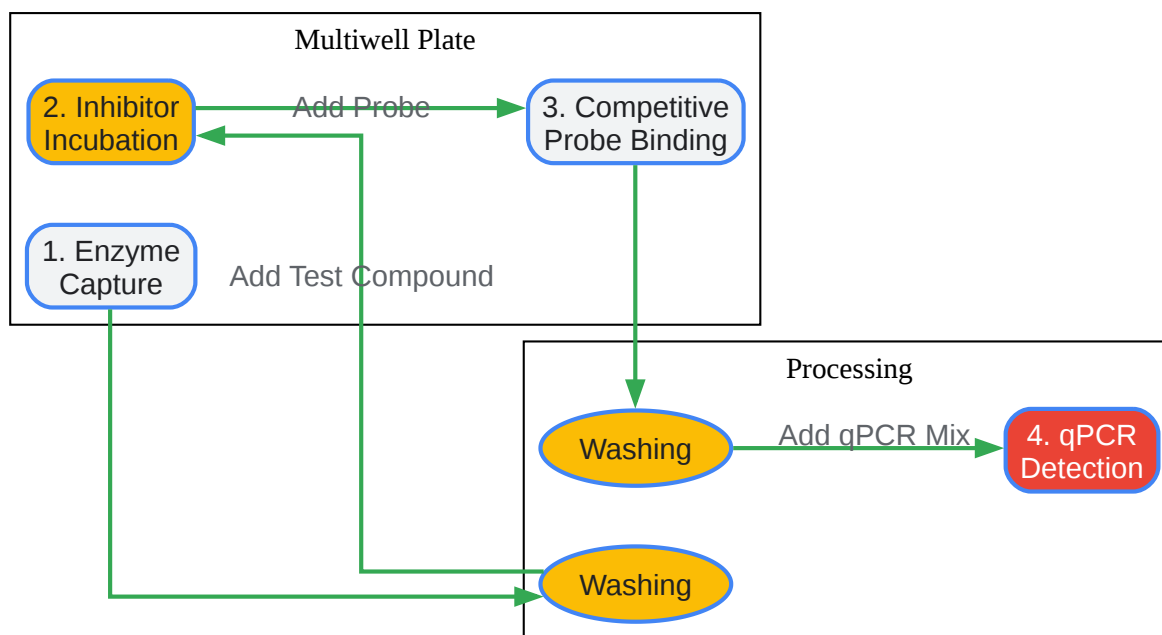 Multiwell Plate
2. Inhibitor
Incubation
Add Probe
3. Competitive
Probe Binding
1. Enzyme
Capture
Add Test Compound
Processing
Washing
Add qPCR Mix
4. qPCR
Detection
Washing